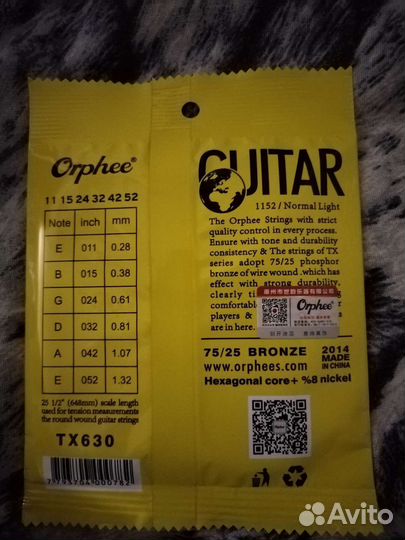 Orphee®
11 15 24 32 42 52
Note inch mm
E 011 0.28
B 015 0.38
G 024 0.61
D 032 0.81
A 042 1.07
E 052 1.32
25 1/2" (648mm) scale length
used for tension measurements
the round wound guitar strings
TX630
7 795704 000782
GUITAR
1152 / Normal Light
The Orphee Strings with strict
quality control in every process.
Ensure with tone and durability
consistency & The strings of TX
series adopt 75/25 phosphor
bronze of wire wound .which has
effect with strong durability,
clearly
comfortable
players &
are in here.
Orphee®
75/25 BRONZE 2014
www.orphees.com MADE
IN CHINA
Hexagonal core+ %8 nickel
Avito